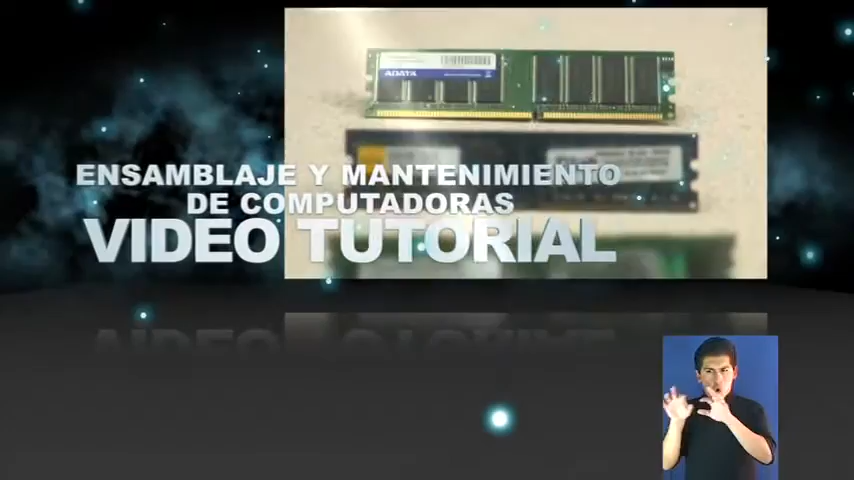 ADATA
ENSAMBLAJE Y MANTENIMIENTO
DE COMPUTADORAS
VIDEO TUTORIAL